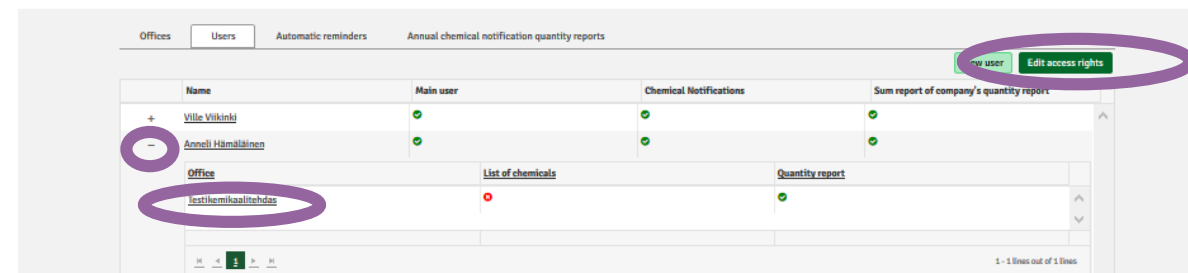 Offices Users Automatic reminders Annual chemical notification quantity reports
user Edit access rights
Name Main user Chemical Notifications Sum report of company's quantity report
+ Ville Viikinki
− Anneli Hämäläinen
Office List of chemicals Quantity report
Testikemikaalitehdas
1 1 - 1 lines out of 1 lines